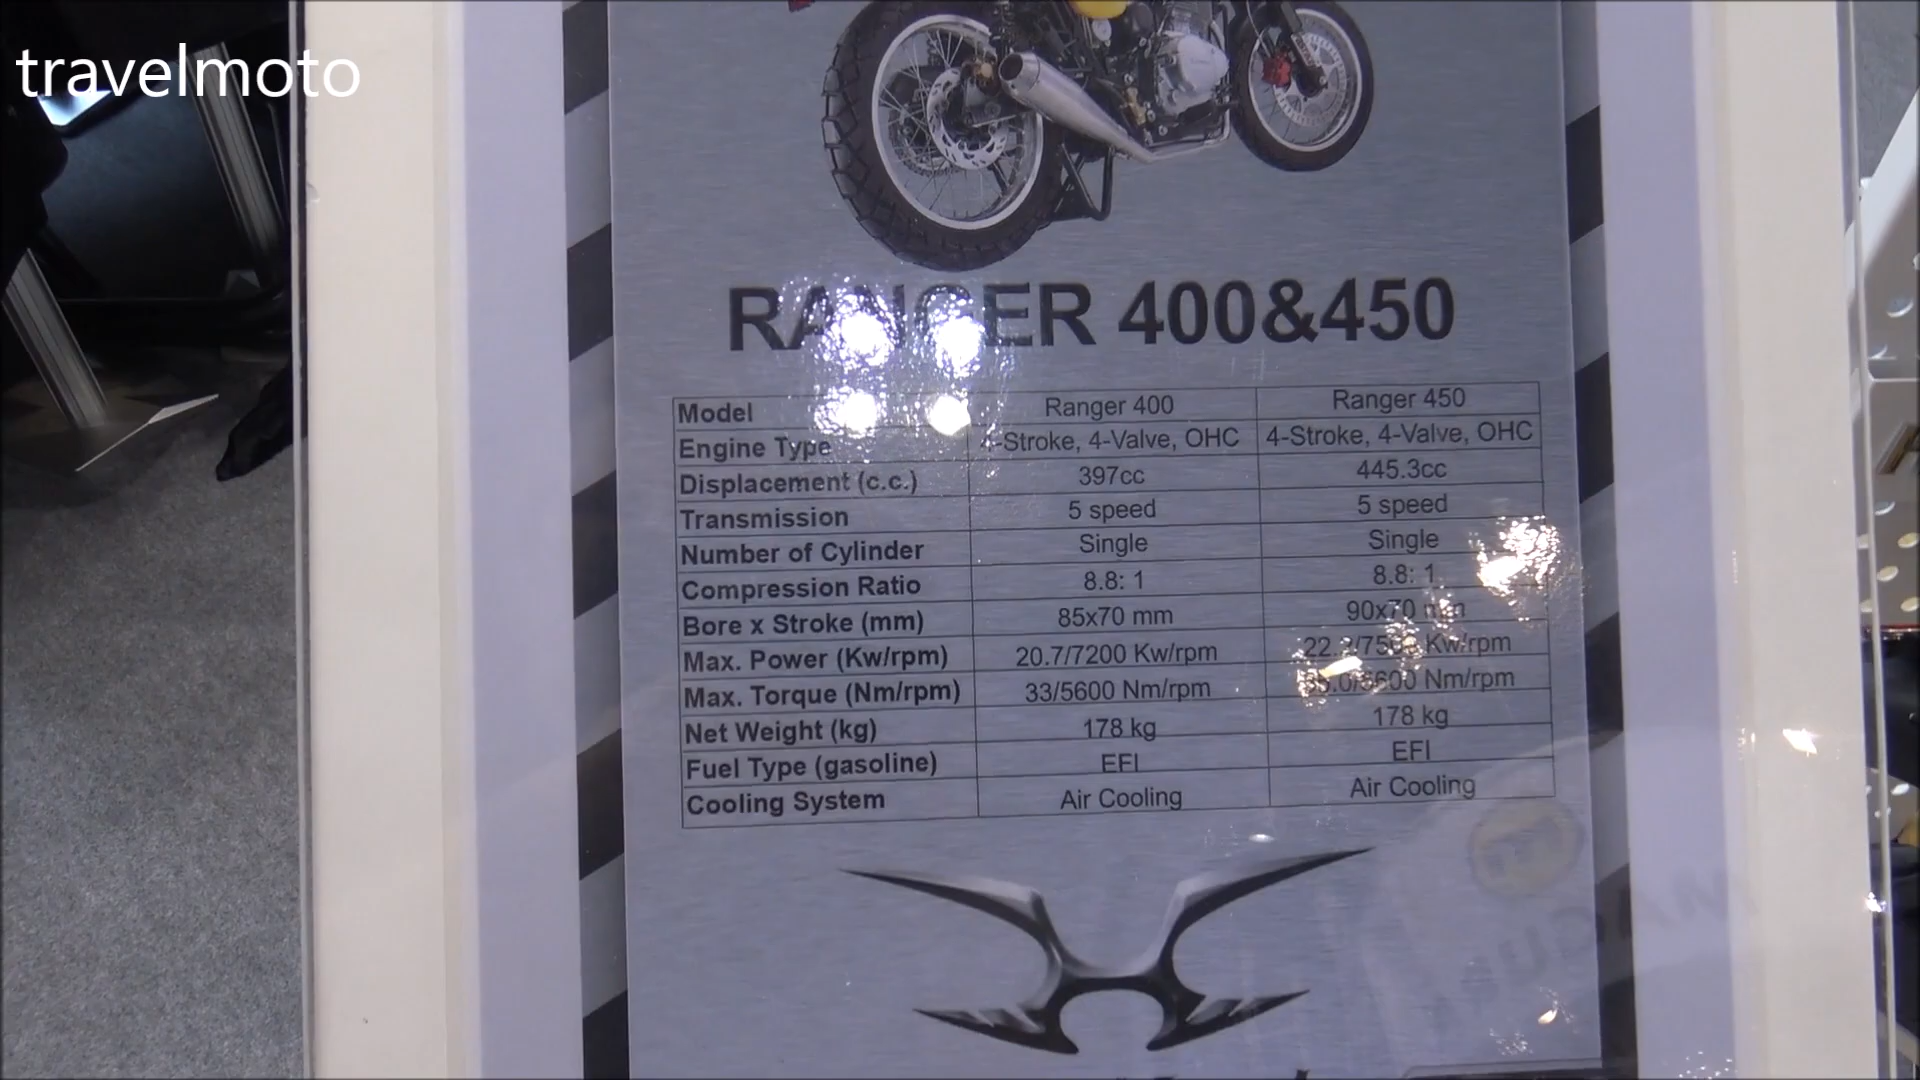 travelmoto
RANGER 400&450
Model Ranger 400 Ranger 450
Engine Type 4-Stroke, 4-Valve, OHC 4-Stroke, 4-Valve, OHC
Displacement (c.c.) 397cc 445.3cc
Transmission 5 speed 5 speed
Number of Cylinder Single Single
Compression Ratio 8.8: 1 8.8: 1
Bore x Stroke (mm) 85x70 mm 90x70 mm
Max. Power (Kw/rpm) 20.7/7200 Kw/rpm Kw/rpm
Max. Torque (Nm/rpm) 33/5600 Nm/rpm Nm/rpm
Net Weight (kg) 178 kg 178 kg
Fuel Type (gasoline) EFI EFI
Cooling System Air Cooling Air Cooling